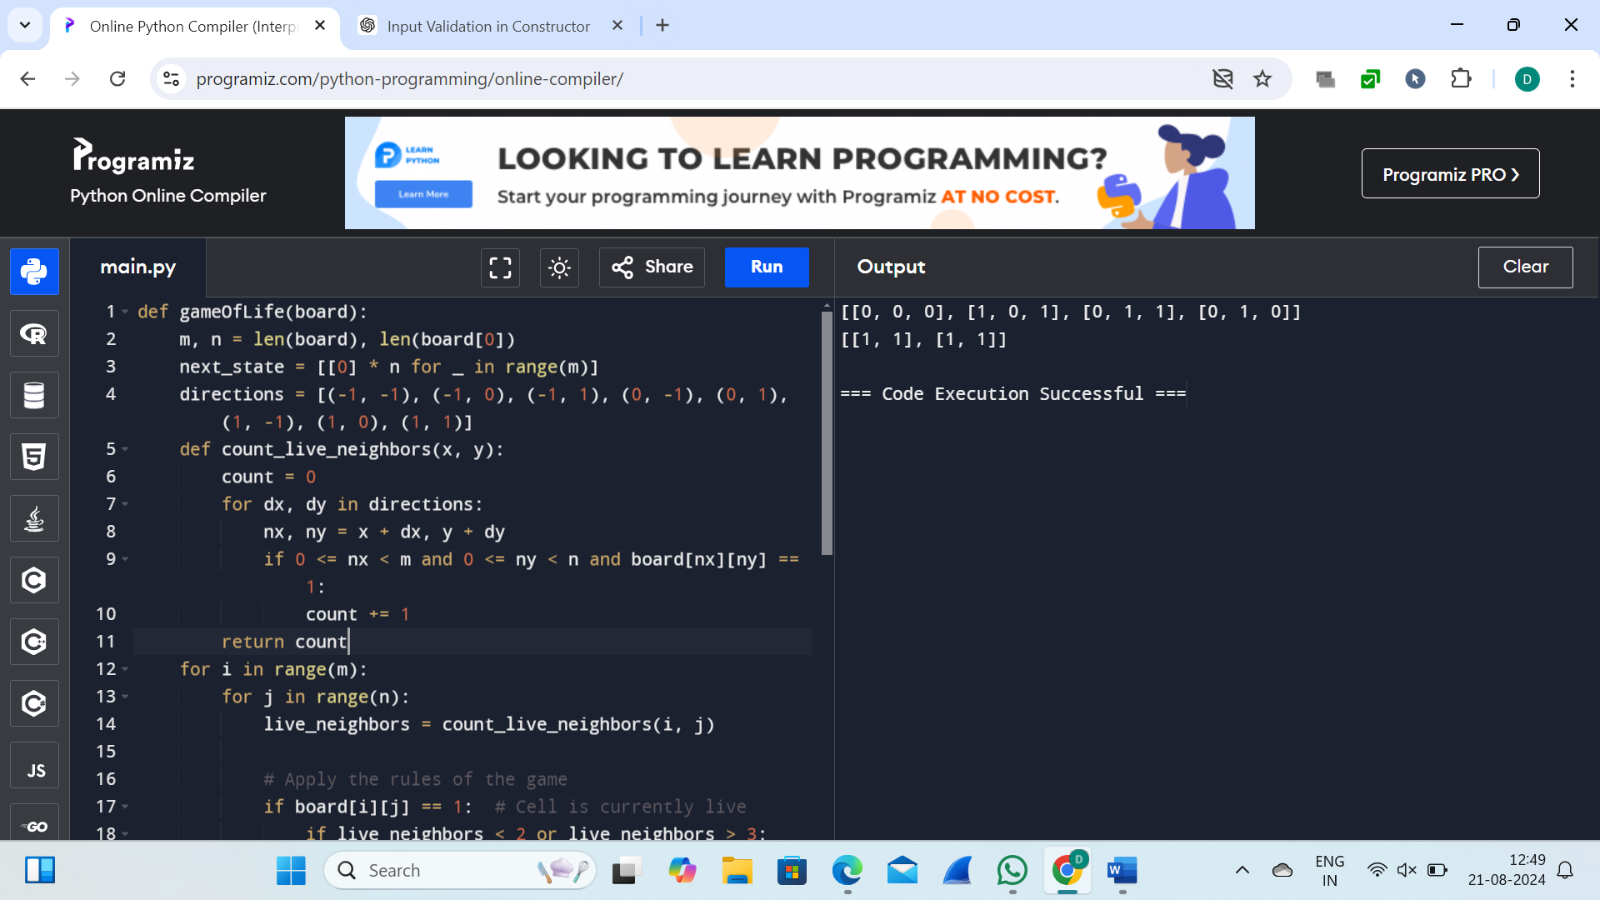 Online Python Compiler (Interp
Input Validation in Constructor
programiz.com/python-programming/online-compiler/
D
Programiz
Python Online Compiler
LEARN
PYTHON
Learn More
LOOKING TO LEARN PROGRAMMING?
Start your programming journey with Programiz AT NO COST.
Programiz PRO
main.py
Share
Run
Output
Clear
1 def gameOfLife(board):
2 m, n = len(board), len(board[0])
3 next_state = [[0] * n for _ in range(m)]
4 directions = [(-1, -1), (-1, 0), (-1, 1), (0, -1), (0, 1),
(1, -1), (1, 0), (1, 1)]
5 def count_live_neighbors(x, y):
6 count = 0
7 for dx, dy in directions:
8 nx, ny = x + dx, y + dy
9 if 0 <= nx < m and 0 <= ny < n and board[nx][ny] ==
1:
10 count += 1
11 return count
12 for i in range(m):
13 for j in range(n):
14 live_neighbors = count_live_neighbors(i, j)
15
16 # Apply the rules of the game
17 if board[i][j] == 1: # Cell is currently live
18 if live_neighbors < 2 or live_neighbors > 3:
[[0, 0, 0], [1, 0, 1], [0, 1, 1], [0, 1, 0]]
[[1, 1], [1, 1]]
=== Code Execution Successful ===
R
5
C
C
C
JS
GO
Search
D
W
ENG
IN
12:49
21-08-2024